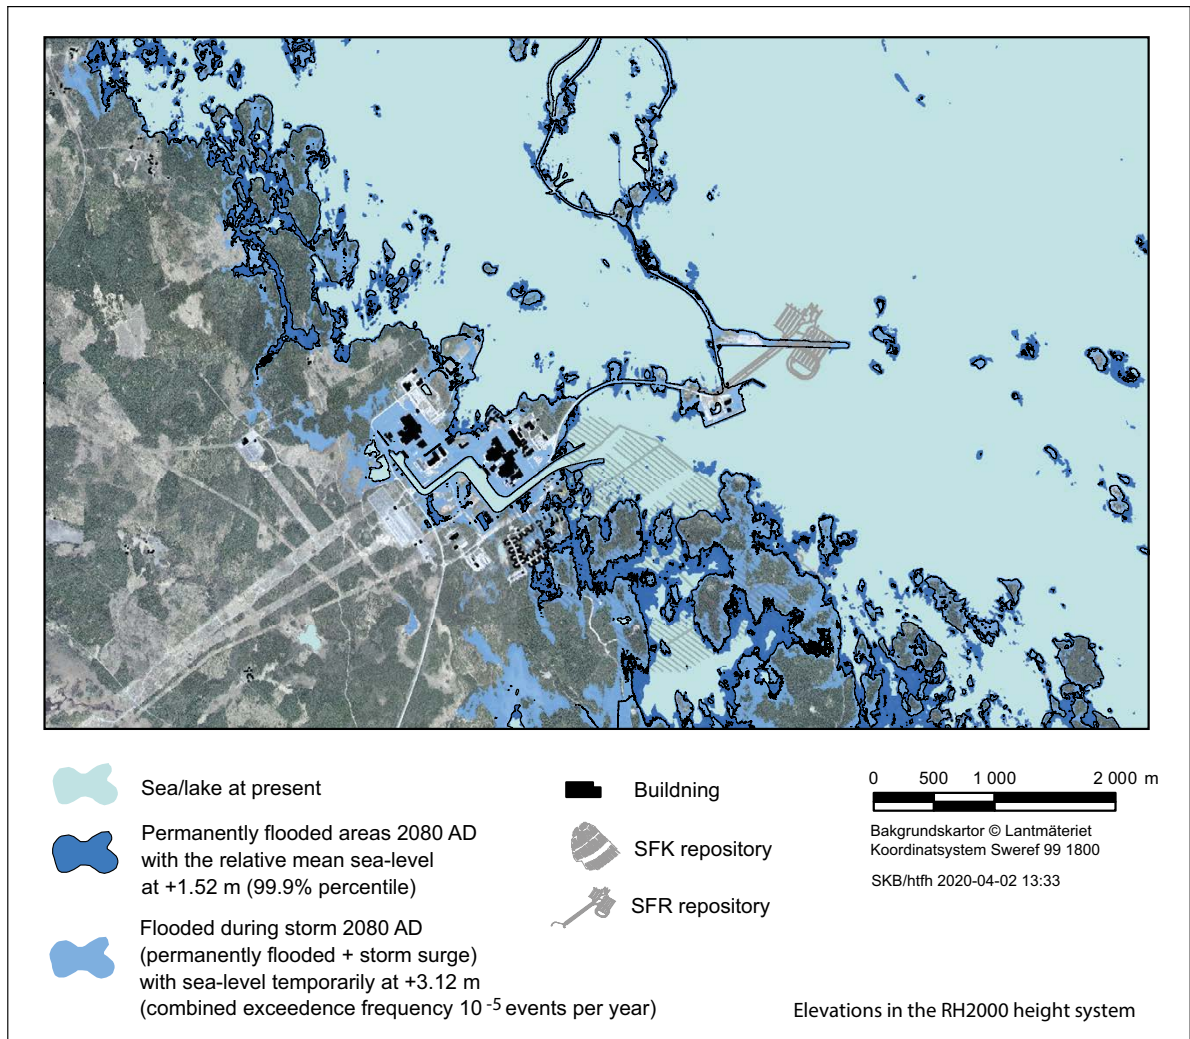 Sea/lake at present
Permanently flooded areas 2080 AD
with the relative mean sea-level
at +1.52 m (99.9% percentile)
Flooded during storm 2080 AD
(permanently flooded + storm surge)
with sea-level temporarily at +3.12 m
(combined exceedence frequency 10 -5 events per year)
Buildning
SFK repository
SFR repository
0 500 1 000 2 000 m
Bakgrundskartor © Lantmäteriet
Koordinatsystem Sweref 99 1800
SKB/htfh 2020-04-02 13:33
Elevations in the RH2000 height system